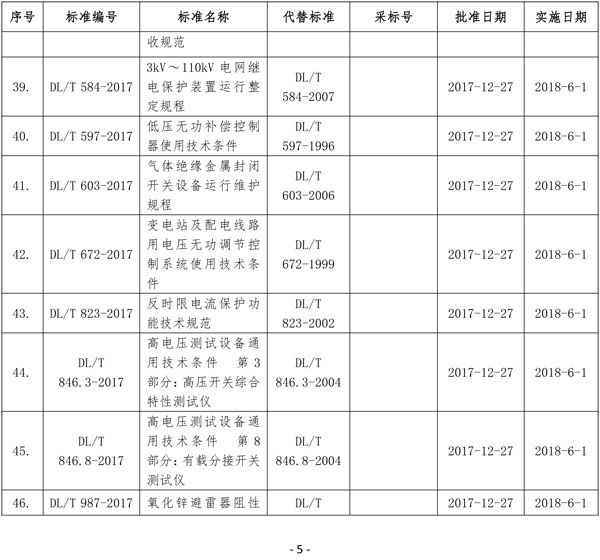 序号 标准编号 标准名称 代替标准 采标号 批准日期 实施日期
收规范
39. DL/T 584-2017 3kV～110kV 电网继电保护装置运行整定规程 DL/T 584-2007 2017-12-27 2018-6-1
40. DL/T 597-2017 低压无功补偿控制器使用技术条件 DL/T 597-1996 2017-12-27 2018-6-1
41. DL/T 603-2017 气体绝缘金属封闭开关设备运行维护规程 DL/T 603-2006 2017-12-27 2018-6-1
42. DL/T 672-2017 变电站及配电线路用电压无功调节控制系统使用技术条件 DL/T 672-1999 2017-12-27 2018-6-1
43. DL/T 823-2017 反时限电流保护功能技术规范 DL/T 823-2002 2017-12-27 2018-6-1
44. DL/T 846.3-2017 高电压测试设备通用技术条件 第 3 部分：高压开关综合特性测试仪 DL/T 846.3-2004 2017-12-27 2018-6-1
45. DL/T 846.8-2017 高电压测试设备通用技术条件 第 8 部分：有载分接开关测试仪 DL/T 846.8-2004 2017-12-27 2018-6-1
46. DL/T 987-2017 氧化锌避雷器阻性 DL/T 2017-12-27 2018-6-1
- 5 -